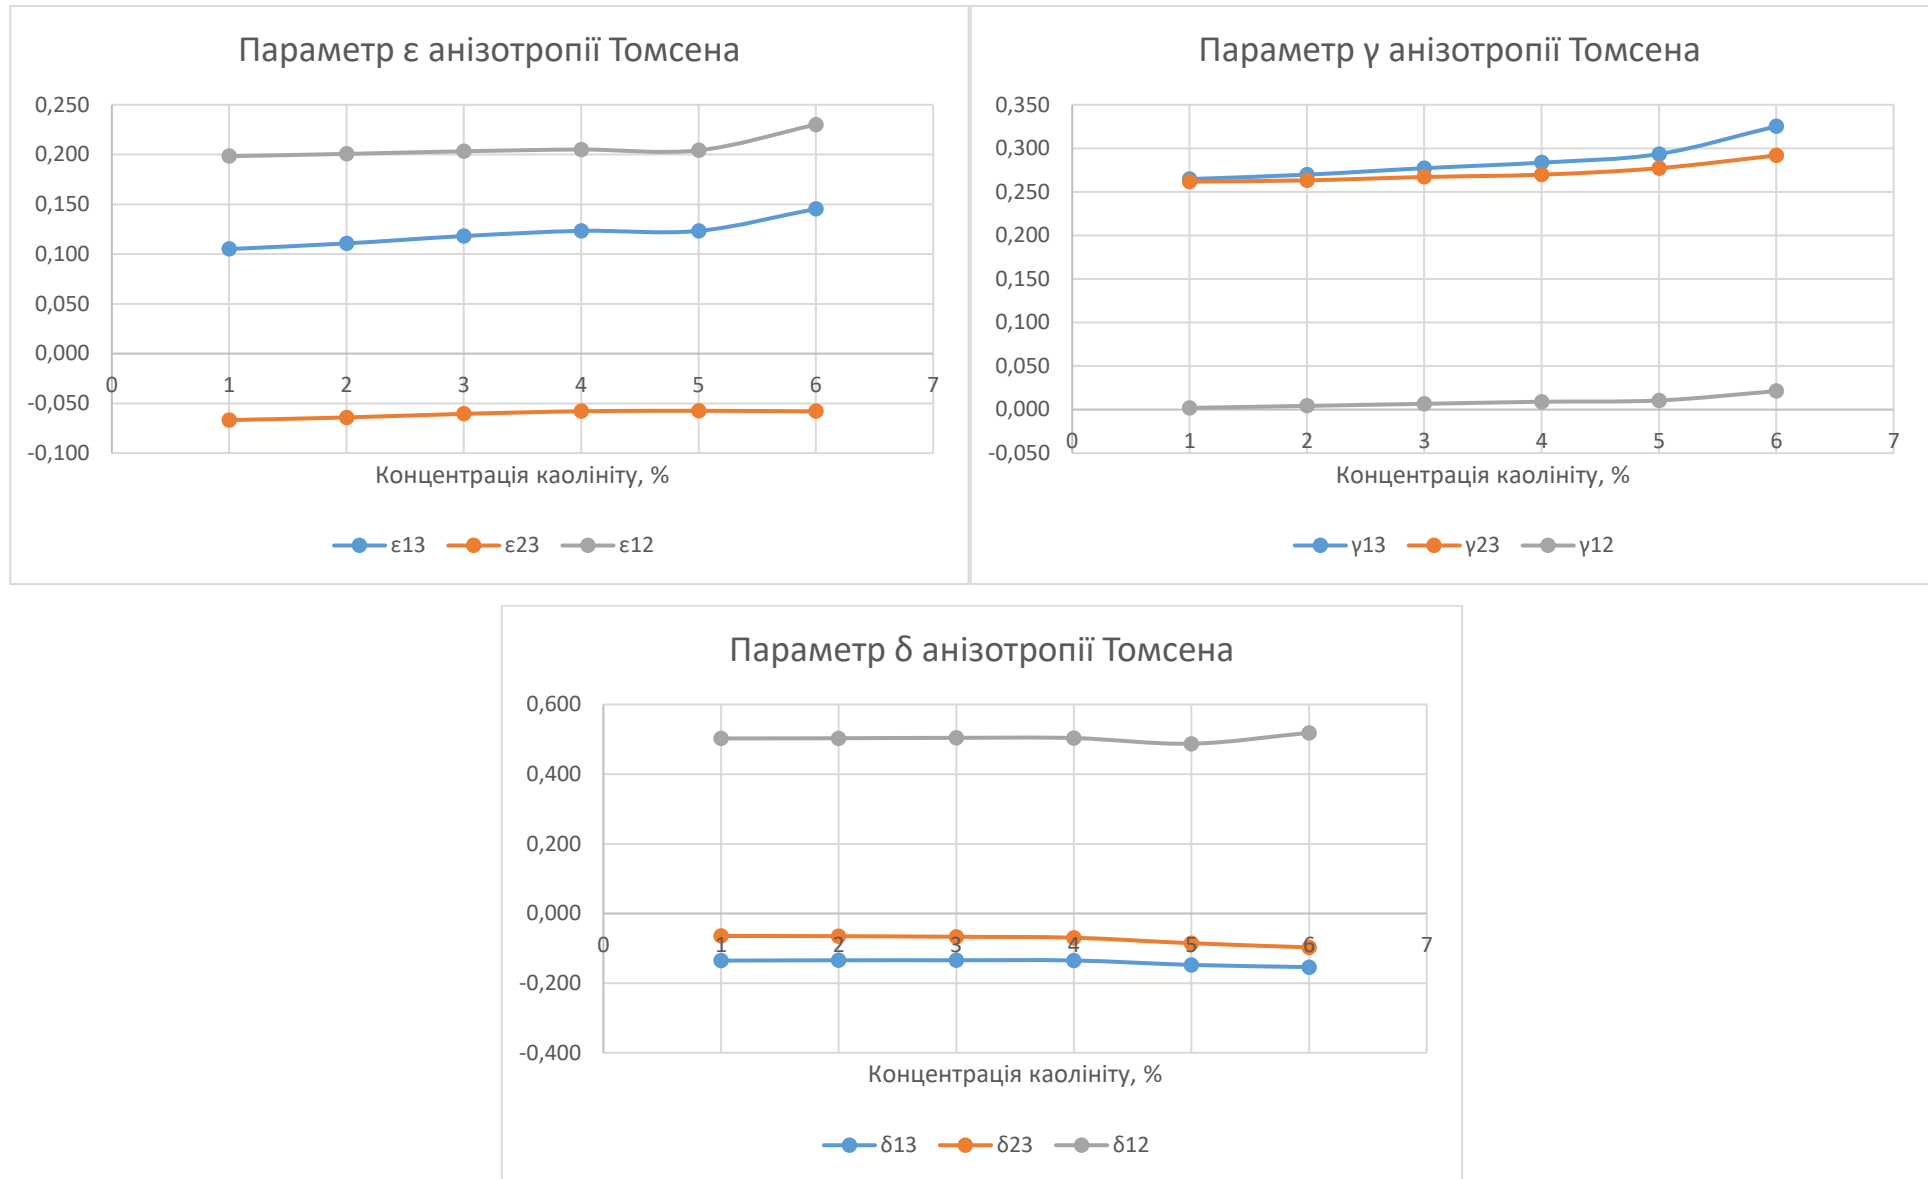 Параметр ε анізотропії Томсена
0,250
0,200
0,150
0,100
0,050
0,000
0 1 2 3 4 5 6 7
-0,050
-0,100
Концентрація каолініту, %
ε13 ε23 ε12
Параметр γ анізотропії Томсена
0,350
0,300
0,250
0,200
0,150
0,100
0,050
0,000
0 1 2 3 4 5 6 7
-0,050
Концентрація каолініту, %
γ13 γ23 γ12
Параметр δ анізотропії Томсена
0,600
0,400
0,200
0,000
0 1 2 3 4 5 6 7
-0,200
-0,400
Концентрація каолініту, %
δ13 δ23 δ12